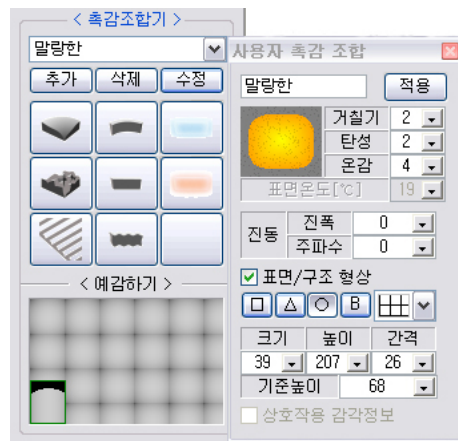 < 촉감조합기 >
말랑한
추가 삭제 수정
< 예감하기 >
사용자 촉감 조합
말랑한 적용
거칠기 2
탄성 2
온감 4
표면온도[℃] 19
진동 진폭 0
주파수 0
표면/구조 형상
B
크기 높이 간격
39 207 26
기준높이 68
상호작용 감각정보